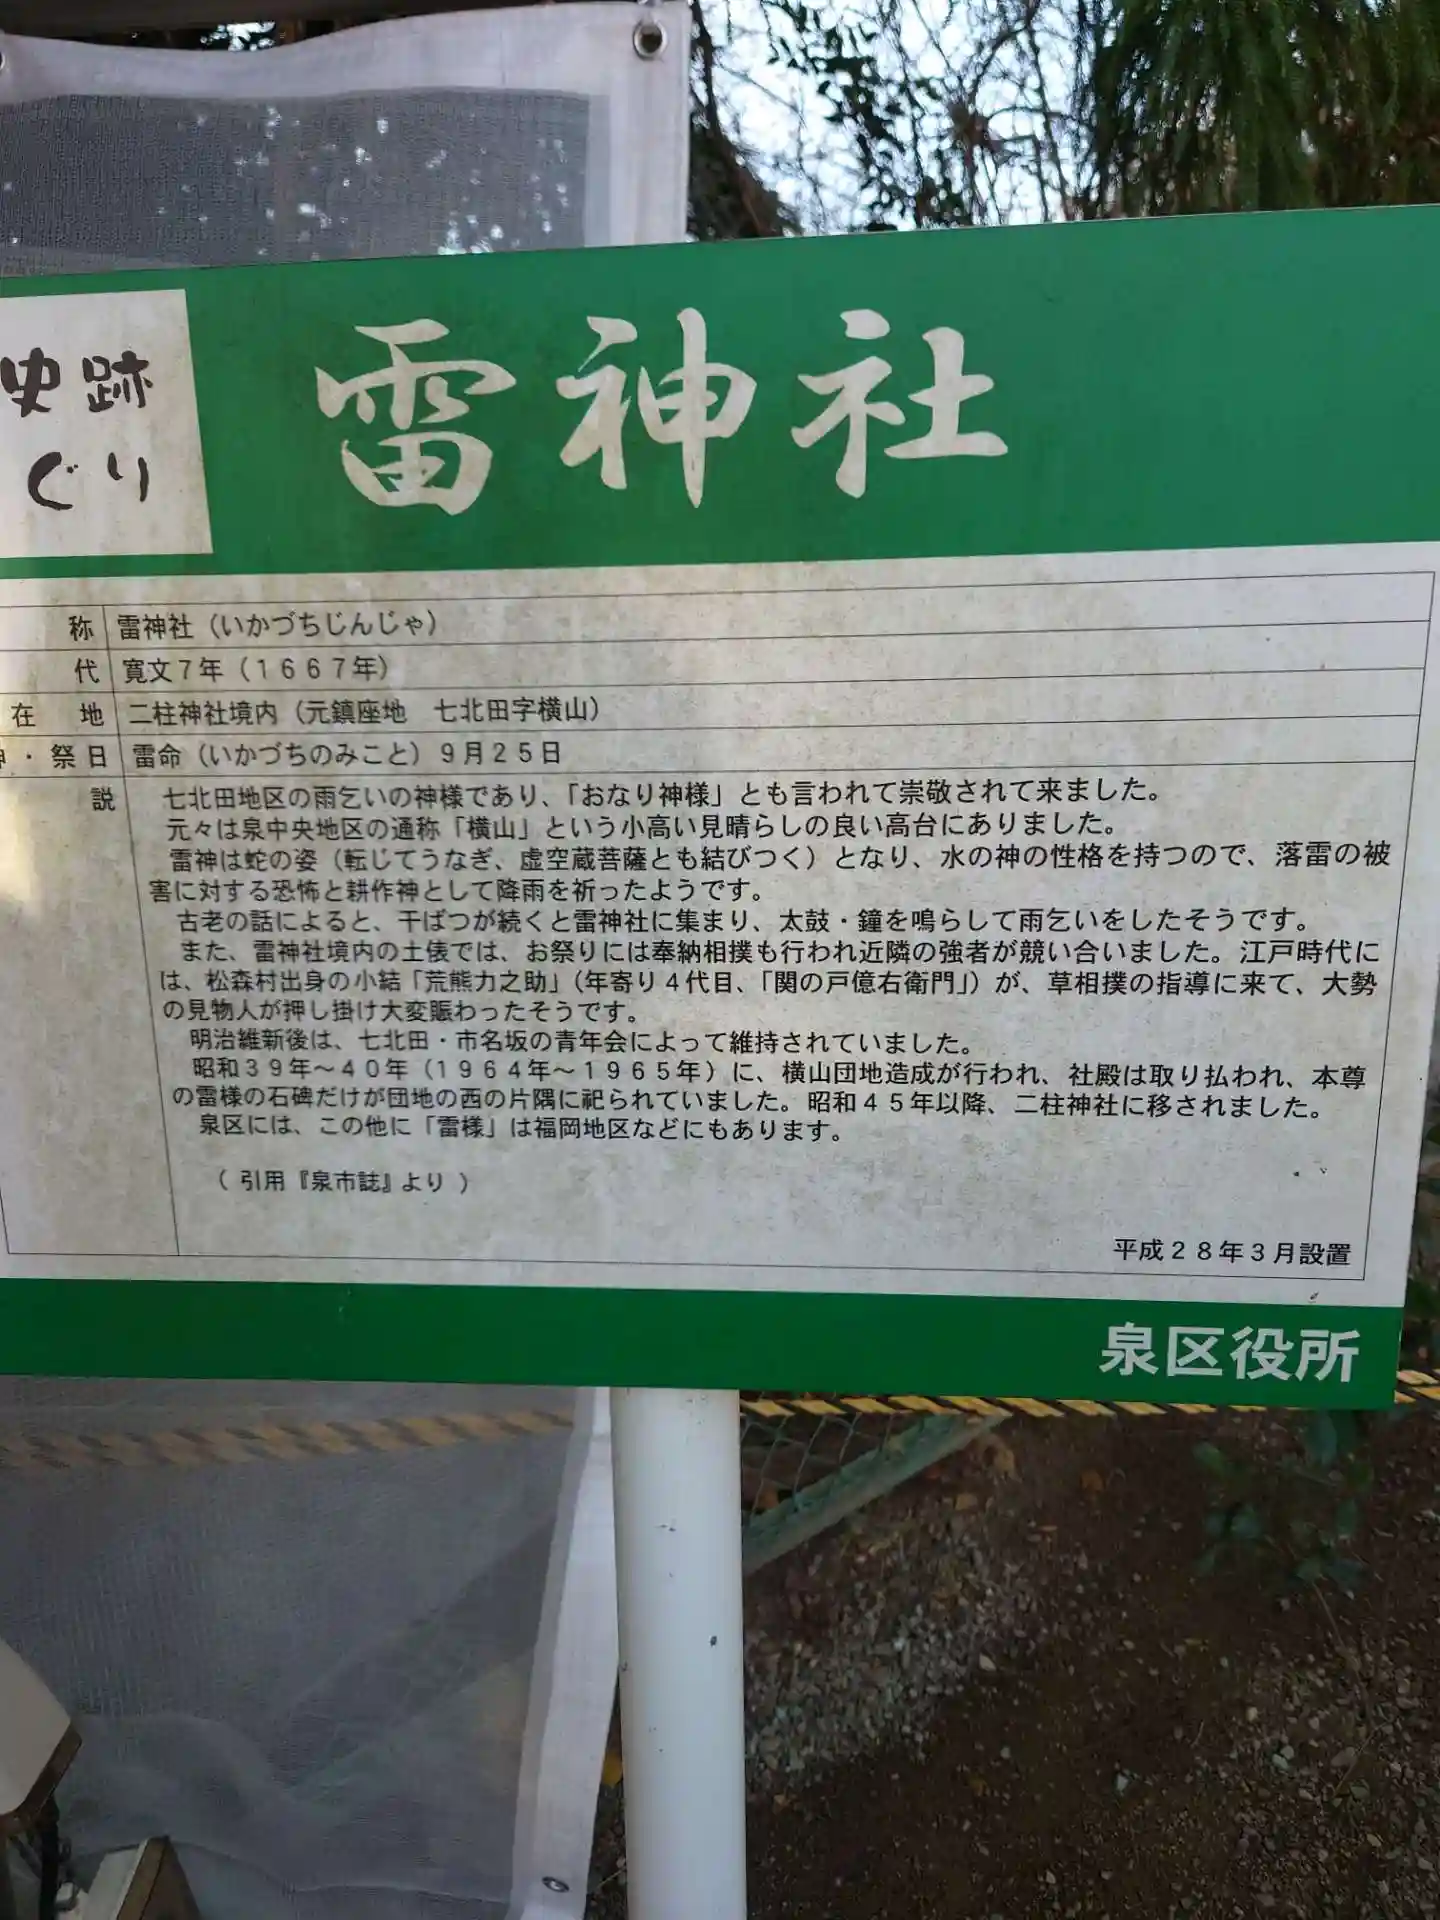 史跡
ぐり
雷神社
称 雷神社（いかづちじんじゃ）
代 寛文７年（１６６７年）
在 地 二柱神社境内（元鎮座地 七北田字横山）
・祭日 雷命（いかづちのみこと）９月２５日
説 七北田地区の雨乞いの神様であり、「おなり神様」とも言われて崇敬されて来ました。
元々は泉中央地区の通称「横山」という小高い見晴らしの良い高台にありました。
雷神は蛇の姿（転じてうなぎ、虚空蔵菩薩とも結びつく）となり、水の神の性格を持つので、落雷の被
害に対する恐怖と耕作神として降雨を祈ったようです。
古老の話によると、干ばつが続くと雷神社に集まり、太鼓・鐘を鳴らして雨乞いをしたそうです。
また、雷神社境内の土俵では、お祭りには奉納相撲も行われ近隣の強者が競い合いました。江戸時代に
は、松森村出身の小結「荒熊力之助」（年寄り４代目、「関の戸億右衛門」）が、草相撲の指導に来て、大勢
の見物人が押し掛け大変賑わったそうです。
明治維新後は、七北田・市名坂の青年会によって維持されていました。
昭和３９年～４０年（１９６４年～１９６５年）に、横山団地造成が行われ、社殿は取り払われ、本尊
の雷様の石碑だけが団地の西の片隅に祀られていました。昭和４５年以降、二柱神社に移されました。
泉区には、この他に「雷様」は福岡地区などにもあります。
（ 引用『泉市誌』より ）
平成２８年３月設置
泉区役所